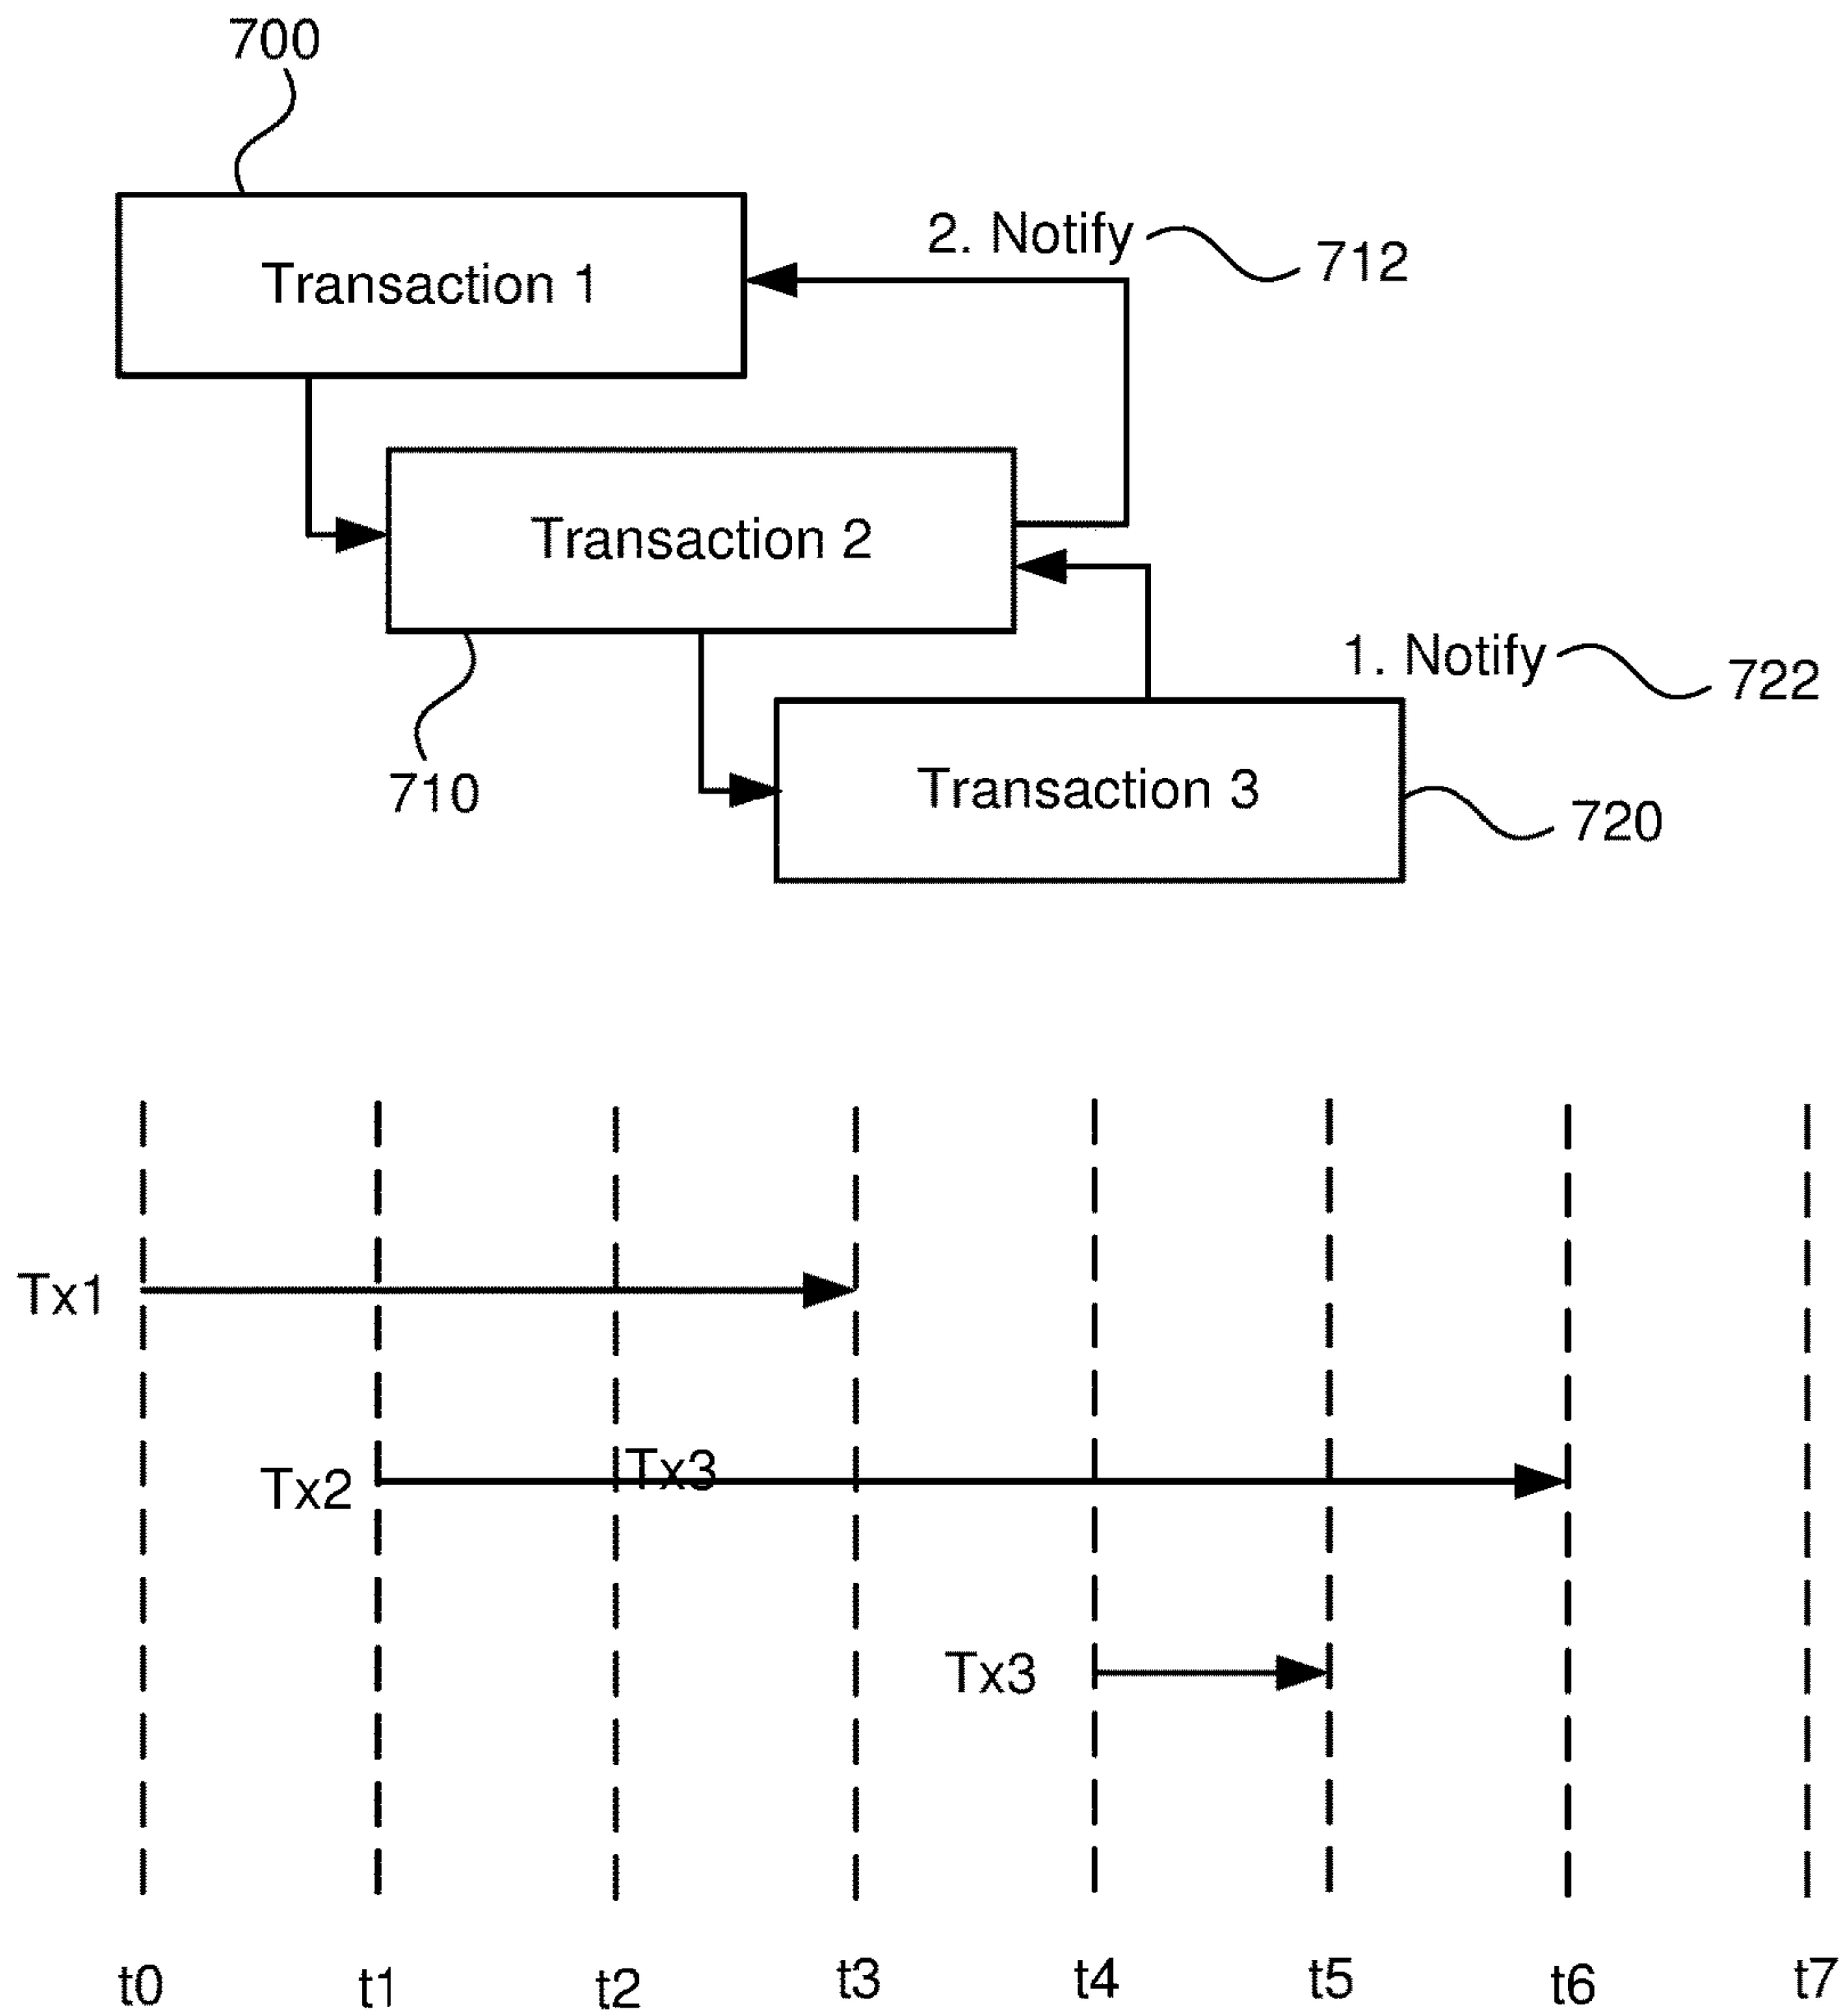 700
2. Notify
712
Transaction 1
Transaction 2
1. Notify
722
710
Transaction 3
720
Tx1
Tx2
Tx3
Tx3
t0 t1 t2 t3 t4 t5 t6 t7